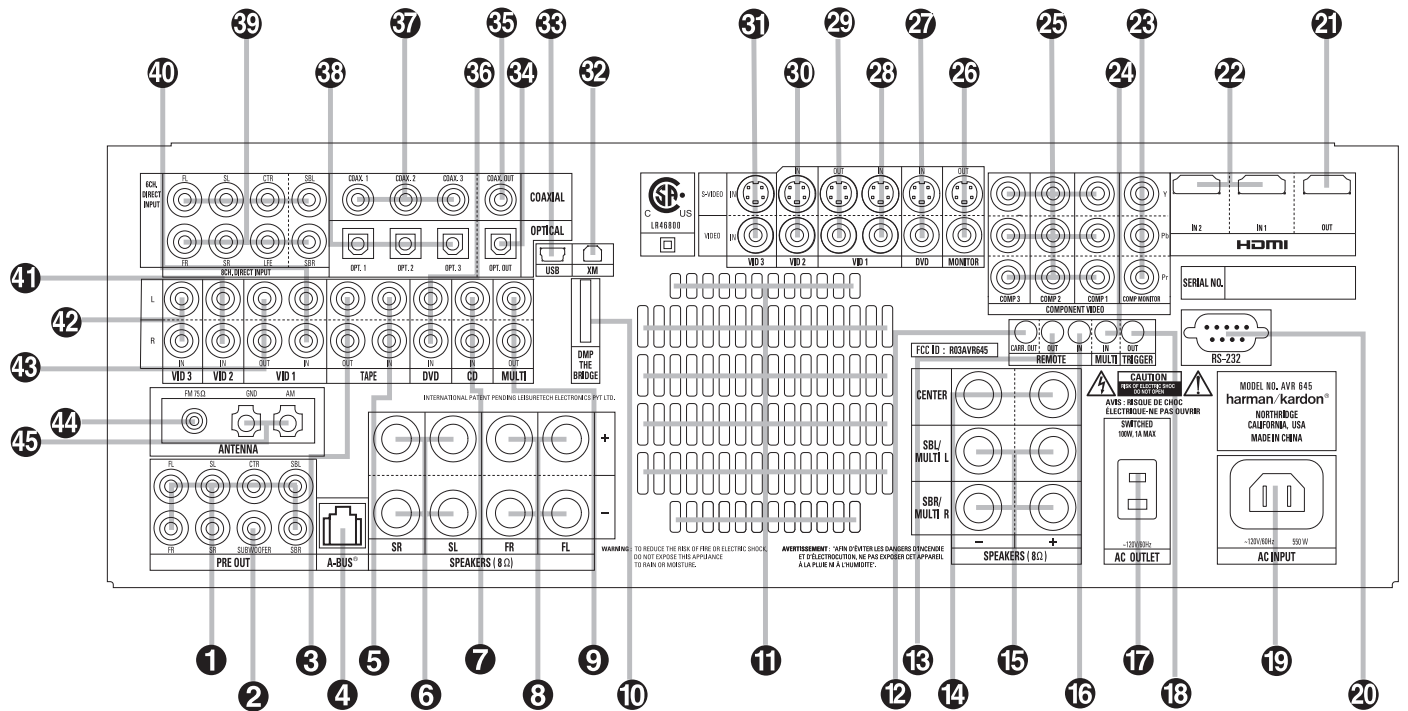 39 37 35 33 31 29 27 25 23 21
40 38 36 34 32 30 28 26 24 22
6CH, DIRECT INPUT
FL SL CTR SBL
COAX. 1 COAX. 2 COAX. 3 COAX. OUT
COAXIAL
OPTICAL
FR SR LFE SBR
OPT. 1 OPT. 2 OPT. 3 OPT. OUT
8CH, DIRECT INPUT
USB XM
C US
LR46800
S-VIDEO IN IN OUT IN IN OUT
VIDEO IN
VID 3 VID 2 VID 1 DVD MONITOR
Y
Pb
Pr
COMP 3 COMP 2 COMP 1 COMP MONITOR
COMPONENT VIDEO
IN 2 IN 1 OUT
HDMI
SERIAL NO.
RS-232
41
42
43
L
R
IN IN OUT IN OUT IN IN IN OUT
VID 3 VID 2 VID 1 TAPE DVD CD MULTI
DMP
THE
BRIDGE
INTERNATIONAL PATENT PENDING LEISURETECH ELECTRONICS PTY LTD.
FCC ID : R03AVR645
CARR. OUT OUT IN IN OUT
REMOTE MULTI TRIGGER
44
45
FM 75Ω GND AM
ANTENNA
FL SL CTR SBL
FR SR SUBWOOFER SBR
PRE OUT
A-BUS®
+
−
SR SL FR FL
SPEAKERS ( 8 Ω )
WARNING : TO REDUCE THE RISK OF FIRE OR ELECTRIC SHOCK,
DO NOT EXPOSE THIS APPLIANCE
TO RAIN OR MOISTURE.
AVERTISSEMENT : "AFIN D'ÉVITER LES DANGERS D'INCENDIE
ET D'ÉLECTROCUTION, NE PAS EXPOSER CET APPAREIL
À LA PLUIE NI À L'HUMIDITE".
CENTER
SBL/
MULTI L
SBR/
MULTI R
− +
SPEAKERS ( 8Ω )
CAUTION
RISK OF ELECTRIC SHOC
DO NOT OPEN
AVIS : RISQUE DE CHOC
ÉLECTRIQUE-NE PAS OUVRIR
SWITCHED
100W, 1A MAX
~120V/60Hz
AC OUTLET
MODEL NO. AVR 645
harman/kardon®
NORTHRIDGE
CALIFORNIA, USA
MADE IN CHINA
~120V/60Hz 550 W
AC INPUT
1 3 5 7 9 11 13 15 17 19
2 4 6 8 10 12 14 16 18 20